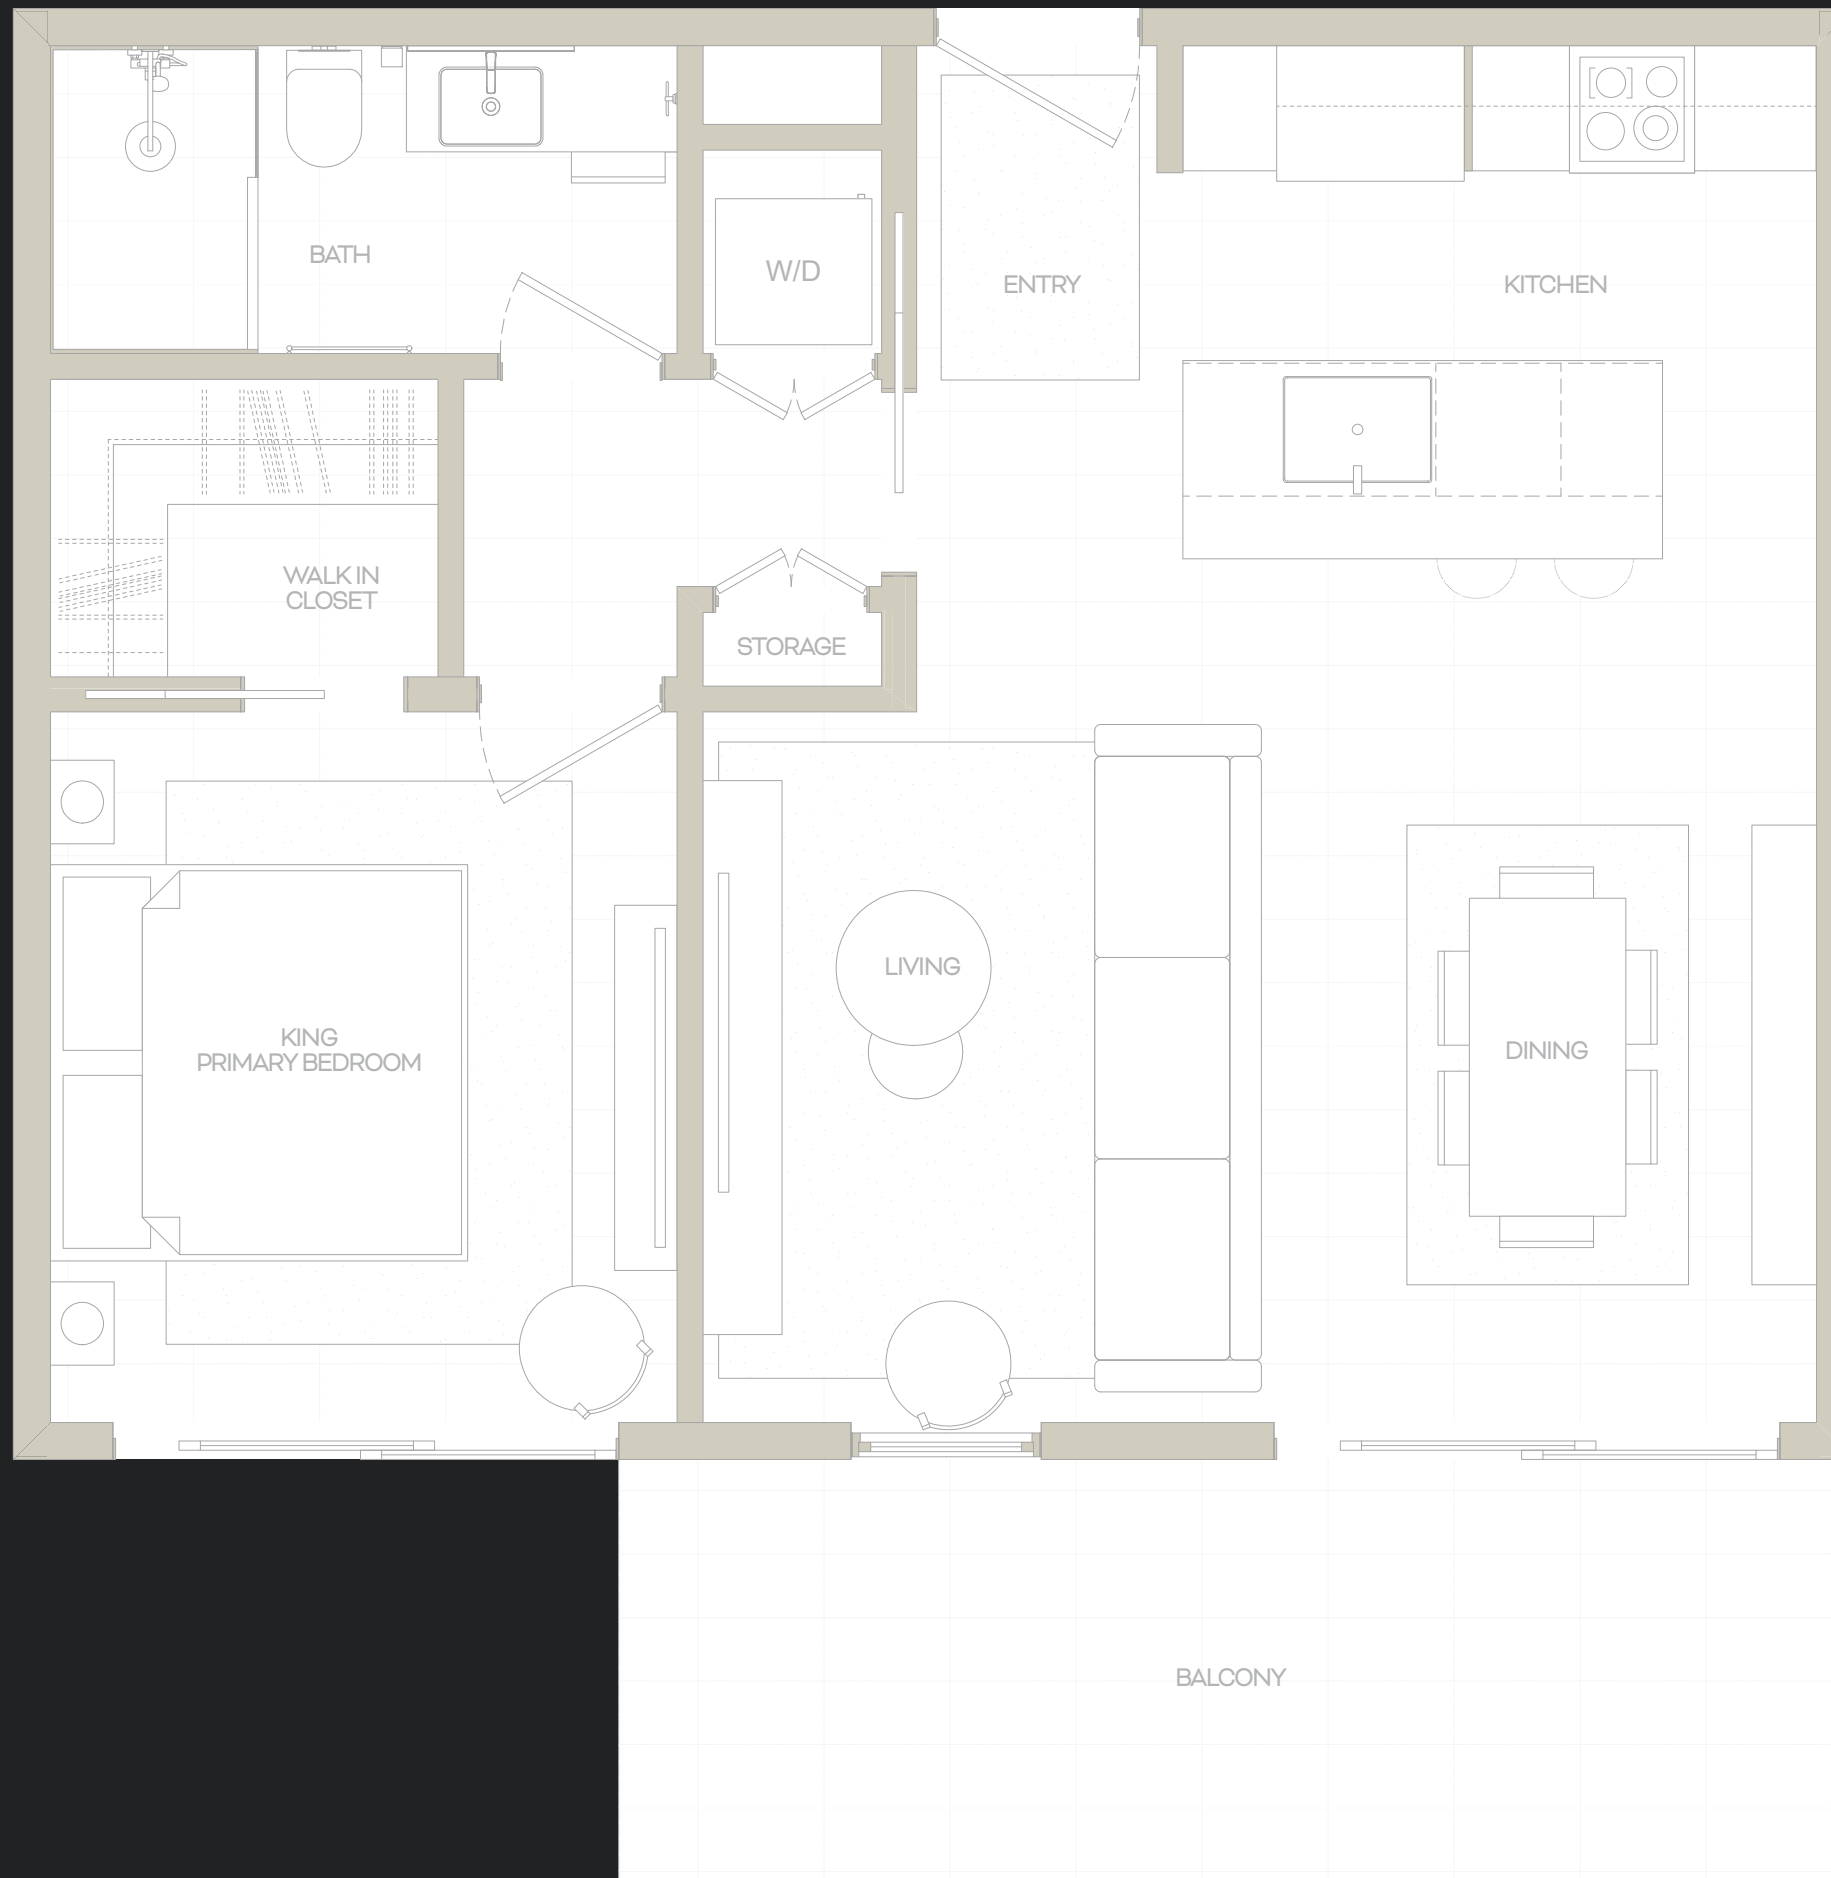 BATH
W/D
ENTRY
KITCHEN
WALK IN
CLOSET
STORAGE
LIVING
KING
PRIMARY BEDROOM
DINING
BALCONY